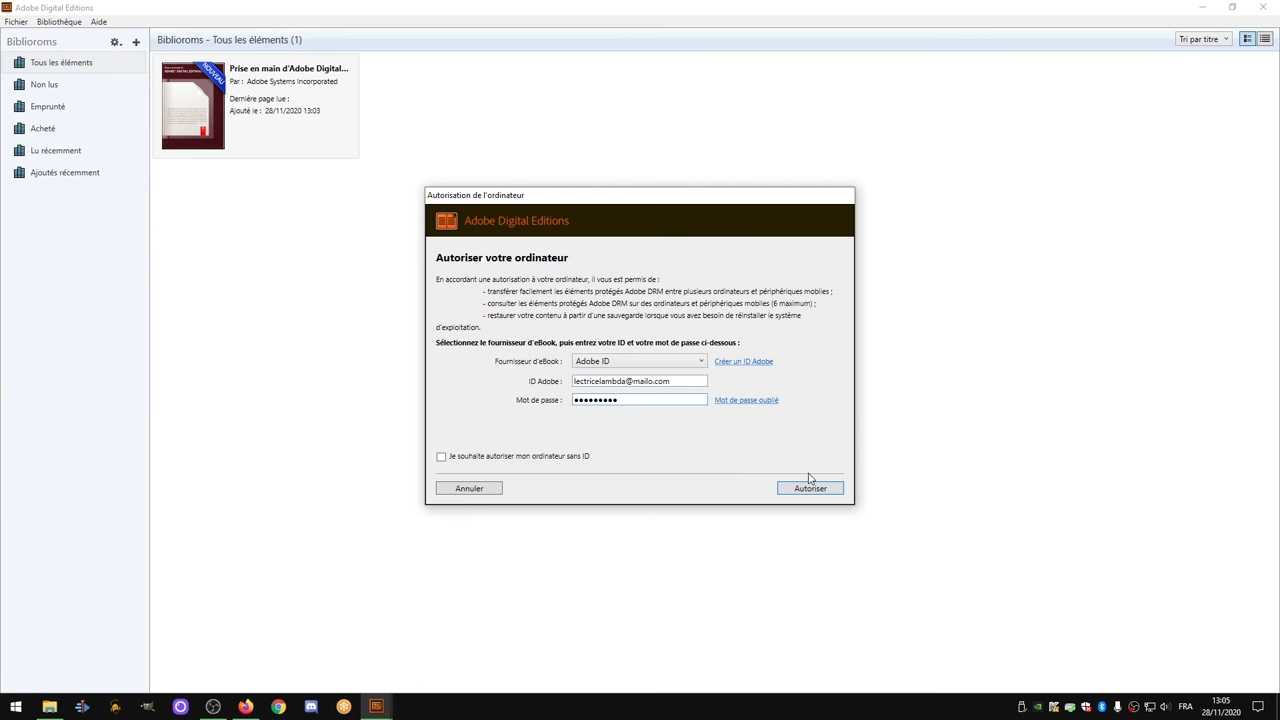 Adobe Digital Editions
Fichier Bibliothèque Aide
Biblioroms
Biblioroms - Tous les éléments (1)
Tri par titre
Tous les éléments
Non lus
Emprunté
Acheté
Lu récemment
Ajoutés récemment
NOUVEAU
Prise en main d'Adobe Digital...
Par : Adobe Systems Incorporated
Dernière page lue :
Ajouté le : 28/11/2020 13:03
Autorisation de l'ordinateur
Adobe Digital Editions
Autoriser votre ordinateur
En accordant une autorisation à votre ordinateur, il vous est permis de :
- transférer facilement les éléments protégés Adobe DRM entre plusieurs ordinateurs et périphériques mobiles ;
- consulter les éléments protégés Adobe DRM sur des ordinateurs et périphériques mobiles (6 maximum) ;
- restaurer votre contenu à partir d'une sauvegarde lorsque vous avez besoin de réinstaller le système
d'exploitation.
Sélectionnez le fournisseur d'eBook, puis entrez votre ID et votre mot de passe ci-dessous :
Fournisseur d'eBook : Adobe ID Créer un ID Adobe
ID Adobe : lectricelambda@mailo.com
Mot de passe : ●●●●●●●●● Mot de passe oublié
Je souhaite autoriser mon ordinateur sans ID
Annuler Autoriser
FRA
13:05
28/11/2020